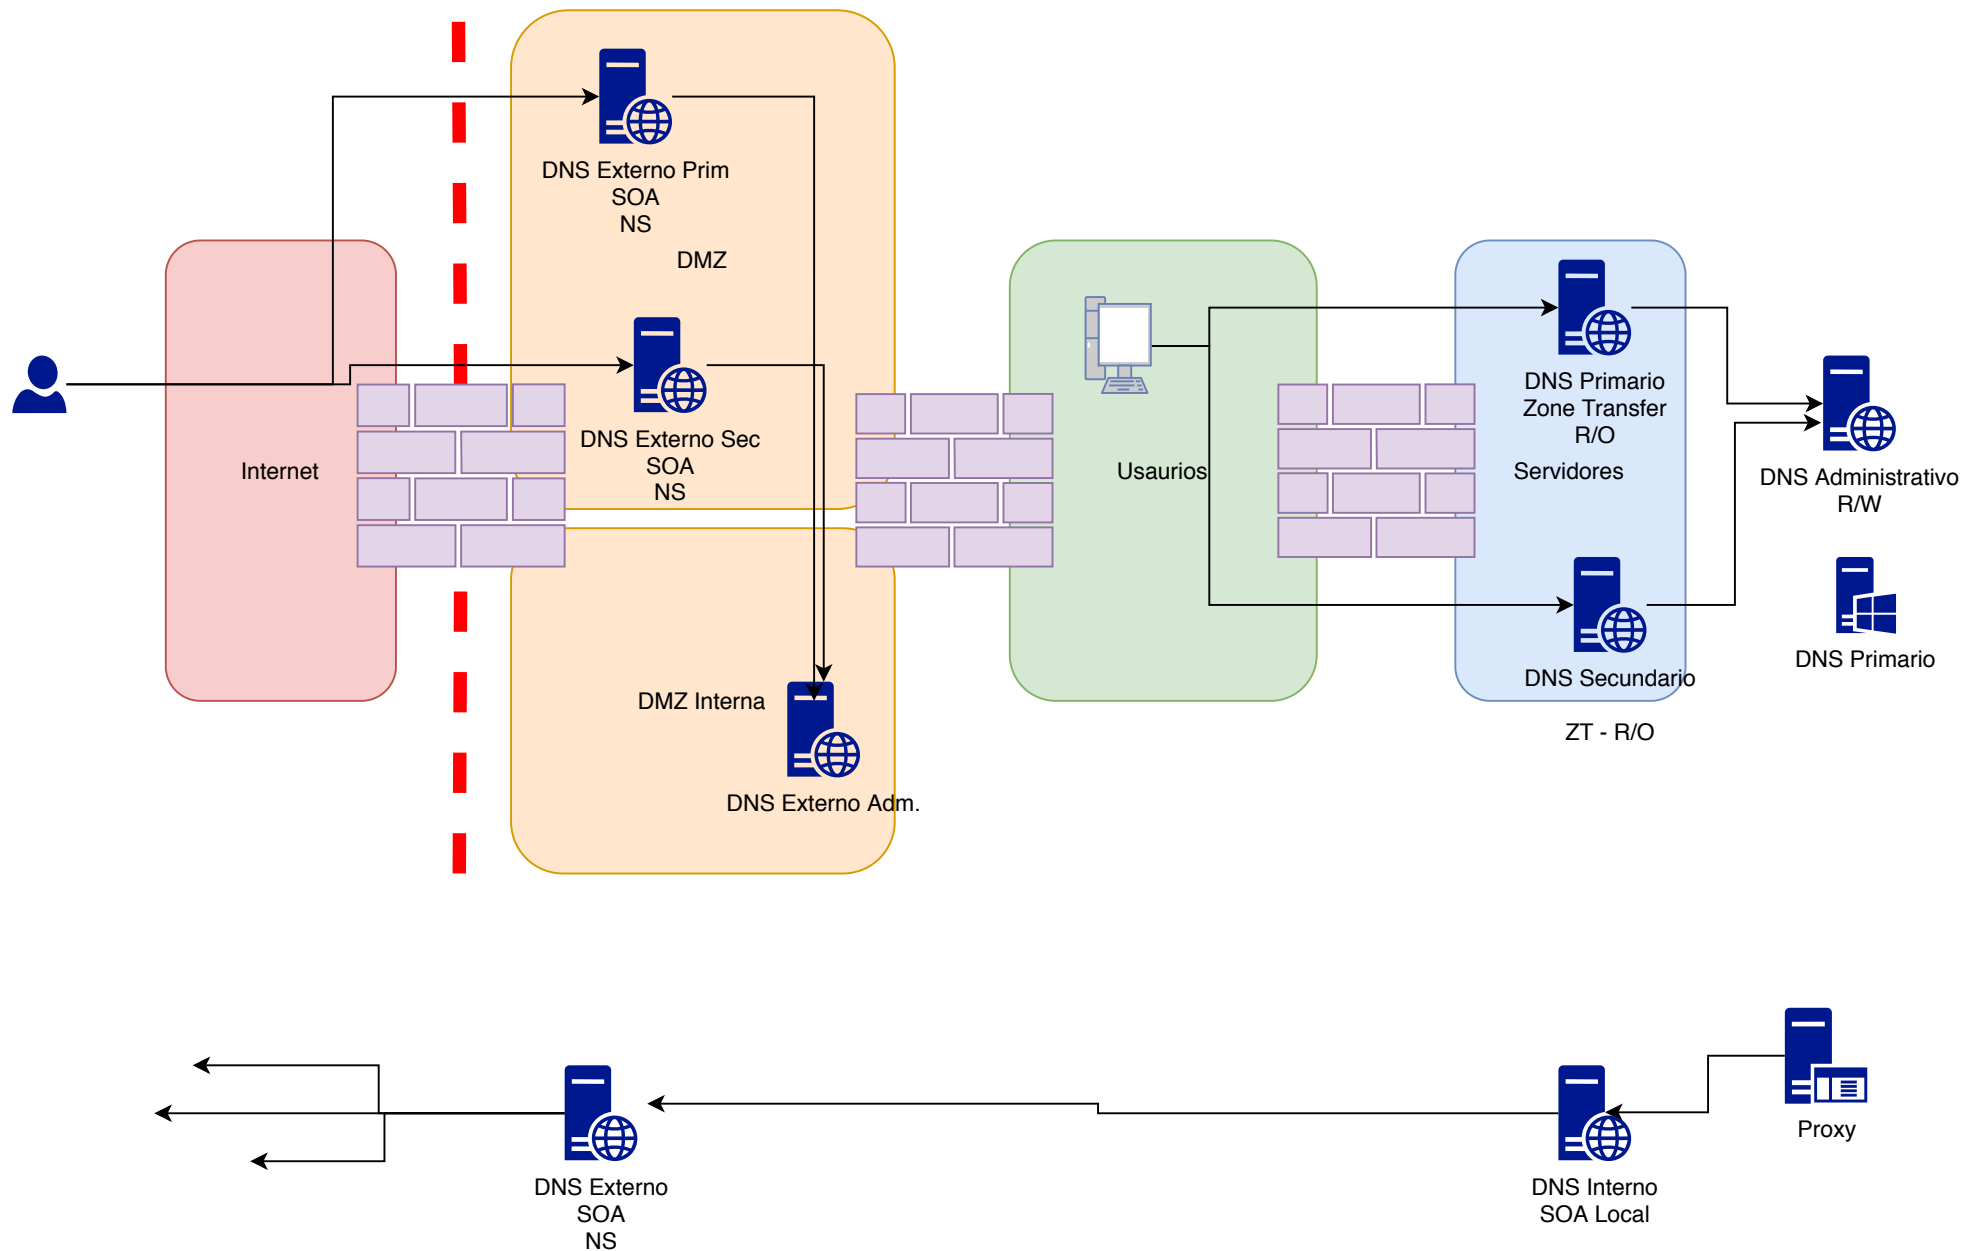 DNS Externo Prim
SOA
NS
DMZ
DNS Externo Sec
SOA
NS
Internet
Usaurios
DNS Primario
Zone Transfer
R/O
Servidores
DNS Administrativo
R/W
DNS Primario
DNS Secundario
ZT - R/O
DMZ Interna
DNS Externo Adm.
Proxy
DNS Externo
SOA
NS
DNS Interno
SOA Local